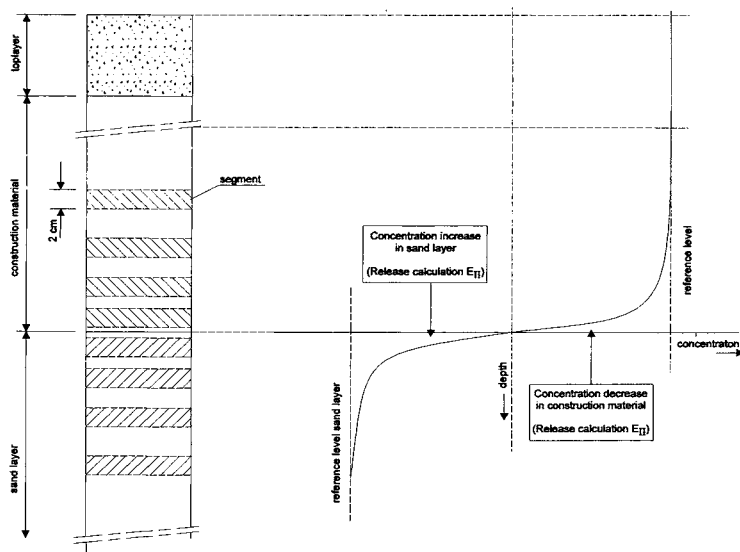 toplayer
construction material
sand layer
2 cm
segment
Concentration increase
in sand layer
(Release calculation EII)
reference level
concentraton
depth
Concentration decrease
in construction material
(Release calculation EII)
reference level sand layer